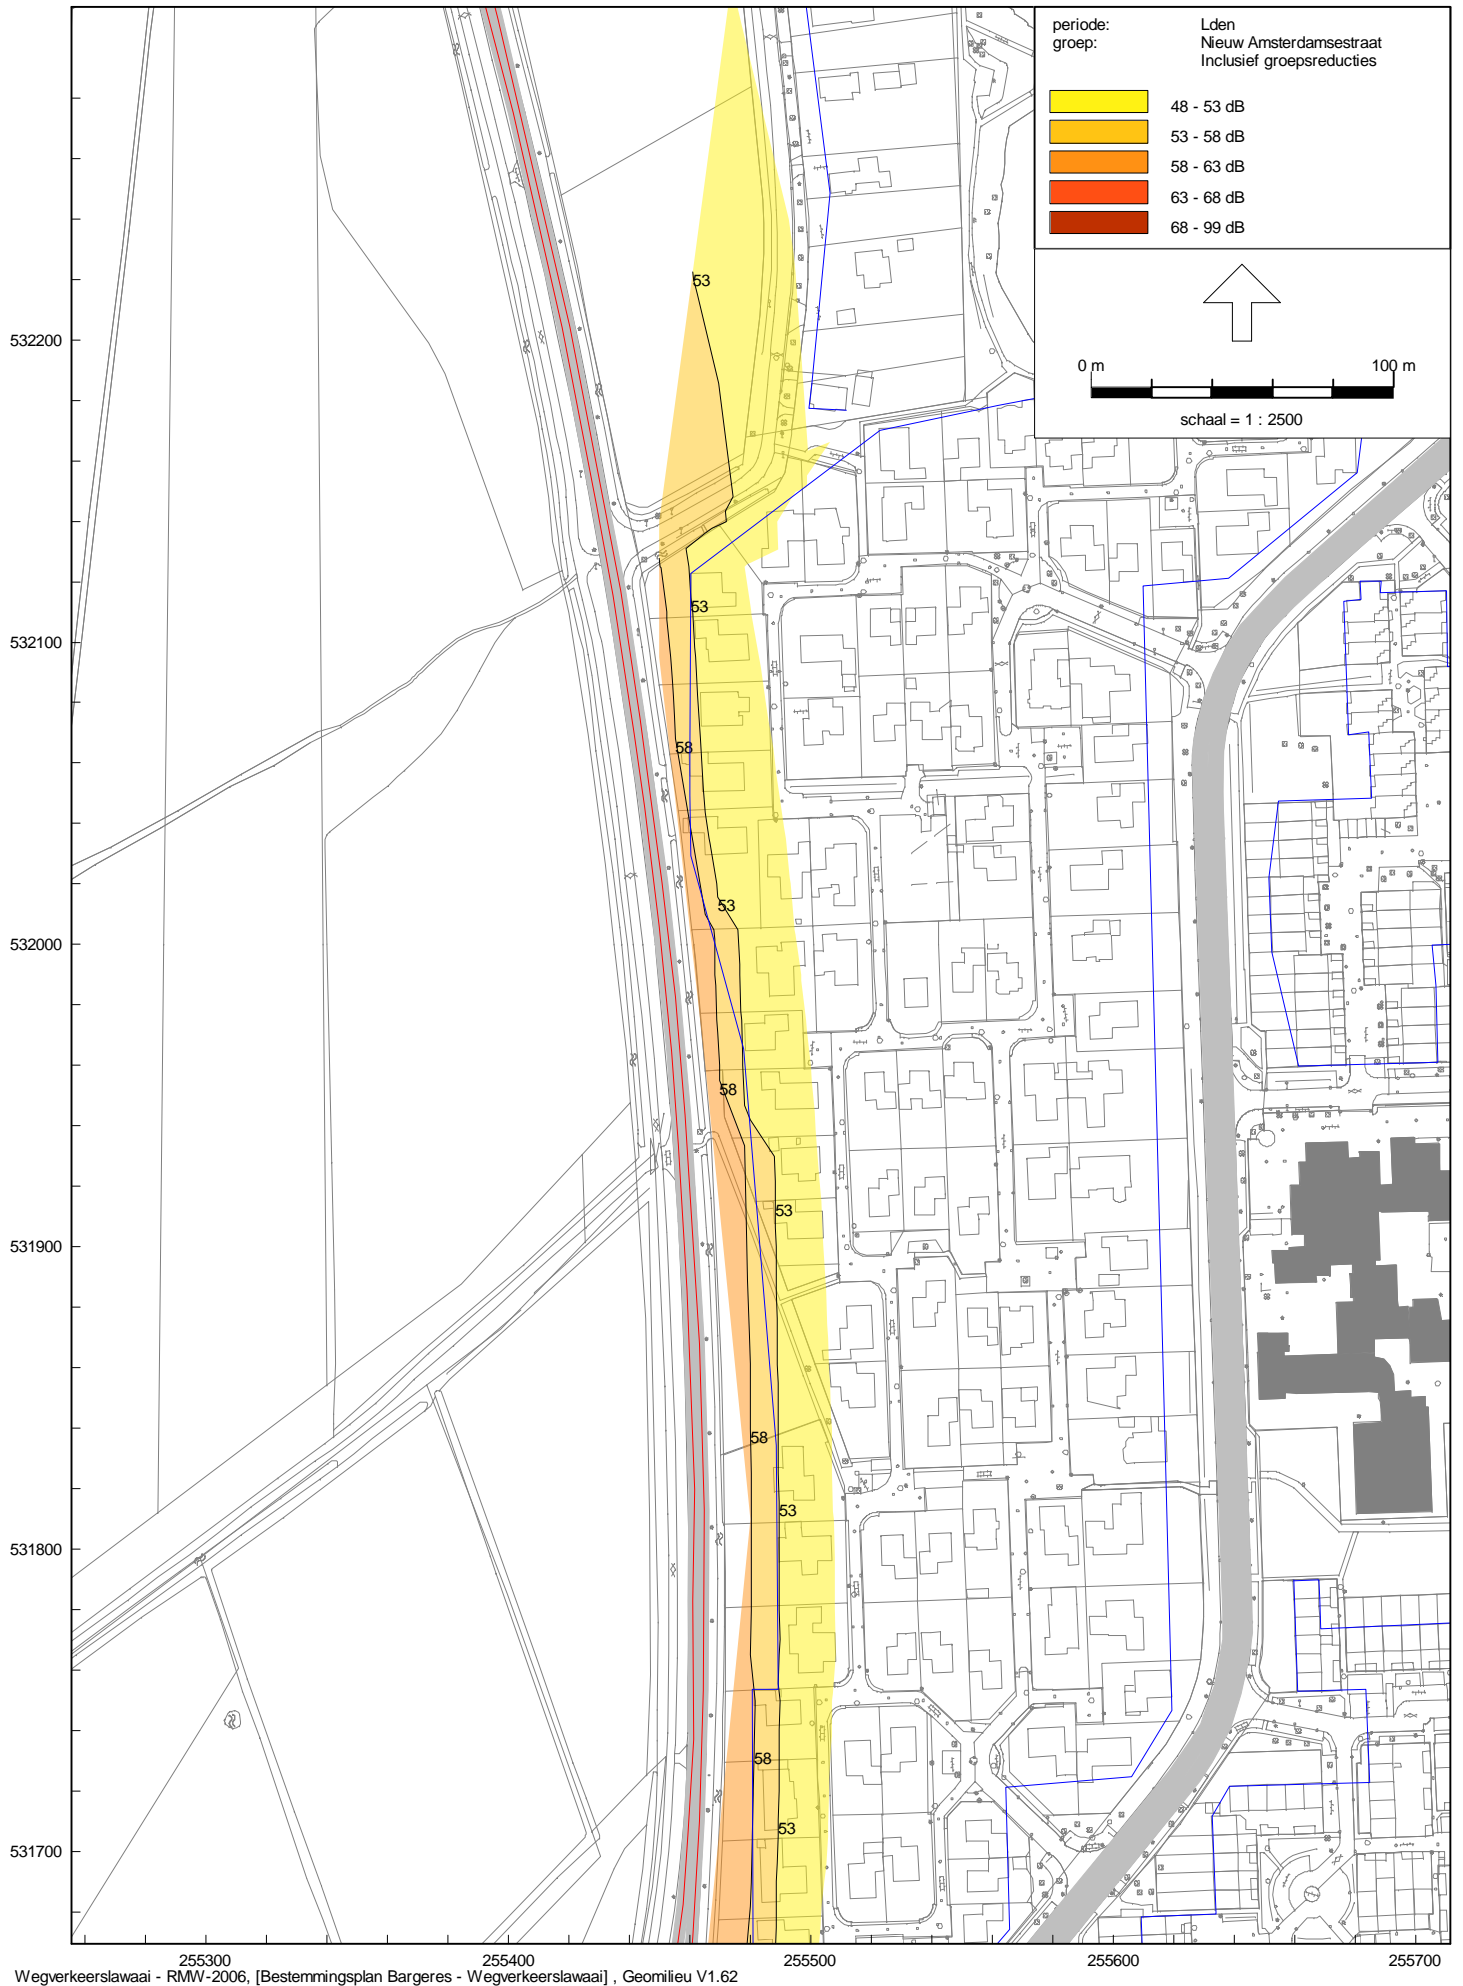 periode: Lden
groep: Nieuw Amsterdamsestraat
Inclusief groepsreducties
48 - 53 dB
53 - 58 dB
58 - 63 dB
63 - 68 dB
68 - 99 dB
0 m 100 m
schaal = 1 : 2500
53
532200
53
532100
58
53
532000
58
53
531900
58
53
531800
58
53
531700
255300 255400 255500 255600 255700
Wegverkeerslawaai - RMW-2006, [Bestemmingsplan Bargeres - Wegverkeerslawaai] , Geomilieu V1.62